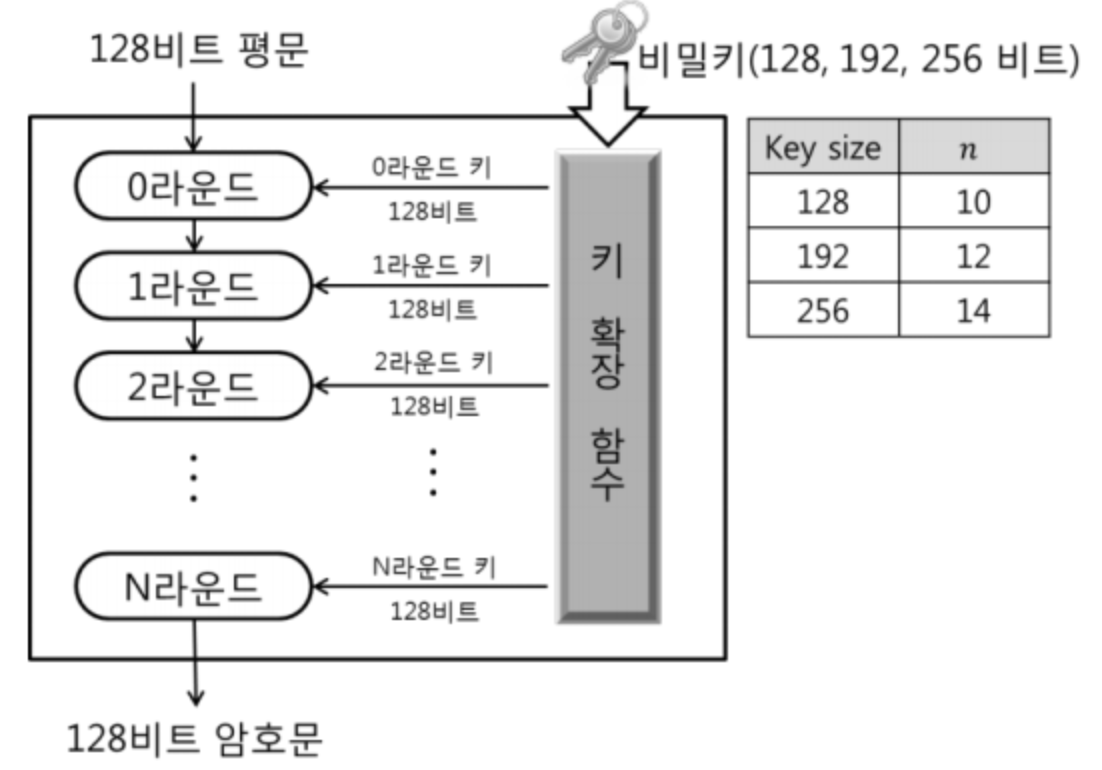 128비트 평문
비밀키(128, 192, 256 비트)
0라운드
0라운드 키
128비트
1라운드
1라운드 키
128비트
2라운드
2라운드 키
128비트
N라운드
N라운드 키
128비트
키 확장 함수
128비트 암호문
Key size n
128 10
192 12
256 14